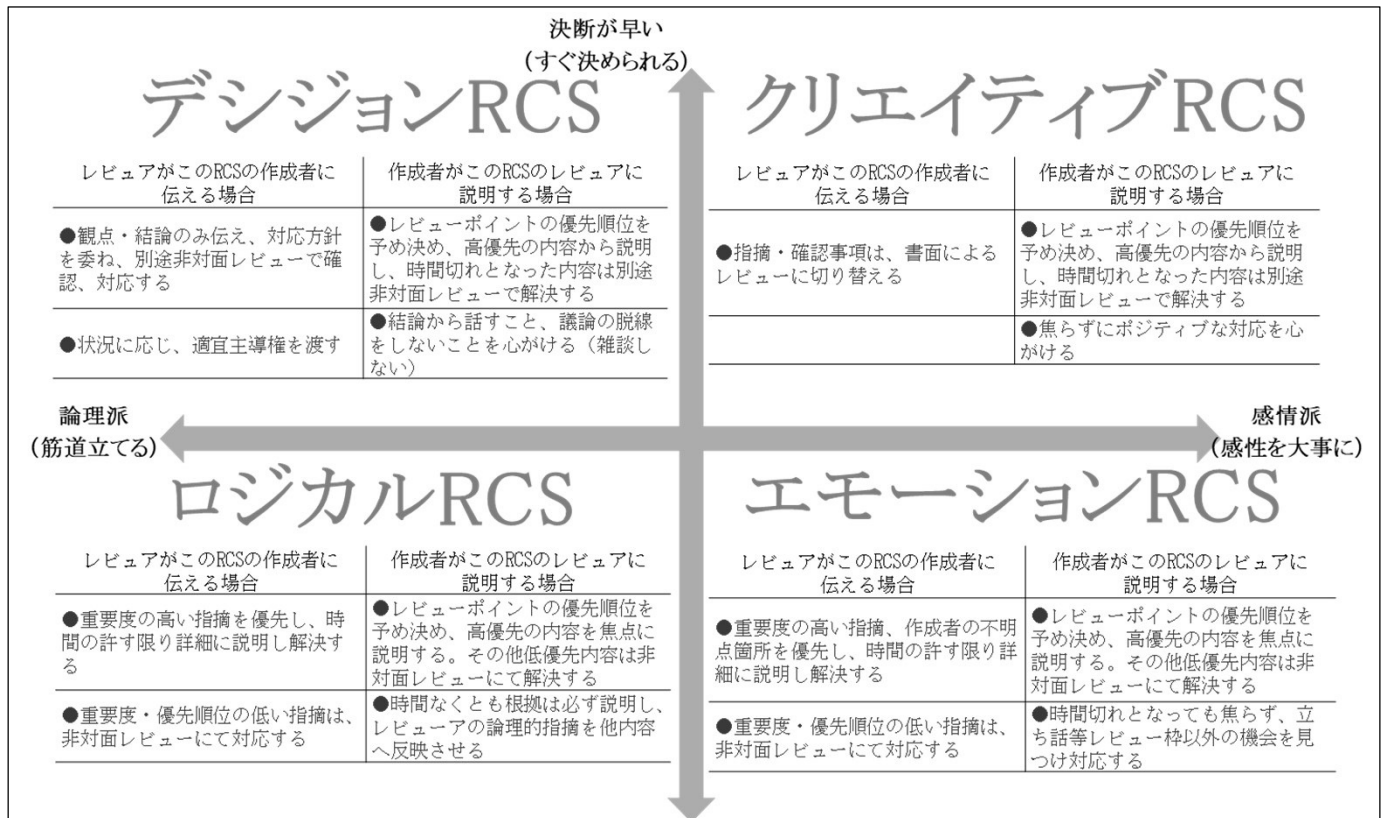 決断が早い
(すぐ決められる)
デシジョンRCS
レビュアがこのRCSの作成者に
伝える場合
作成者がこのRCSのレビュアに
説明する場合
●観点・結論のみ伝え、対応方針
を委ね、別途非対面レビューで確
認、対応する
●レビューポイントの優先順位を
予め決め、高優先の内容から説明
し、時間切れとなった内容は別途
非対面レビューで解決する
●状況に応じ、適宜主導権を渡す
●結論から話すこと、議論の脱線
をしないことを心がける（雑談し
ない）
クリエイティブRCS
レビュアがこのRCSの作成者に
伝える場合
作成者がこのRCSのレビュアに
説明する場合
●指摘・確認事項は、書面による
レビューに切り替える
●レビューポイントの優先順位を
予め決め、高優先の内容から説明
し、時間切れとなった内容は別途
非対面レビューで解決する
●焦らずにポジティブな対応を心
がける
論理派
(筋道立てる)
感情派
(感性を大事に)
ロジカルRCS
レビュアがこのRCSの作成者に
伝える場合
作成者がこのRCSのレビュアに
説明する場合
●重要度の高い指摘を優先し、時
間の許す限り詳細に説明し解決す
る
●レビューポイントの優先順位を
予め決め、高優先の内容を焦点に
説明する。その他低優先内容は非
対面レビューにて解決する
●重要度・優先順位の低い指摘は、
非対面レビューにて対応する
●時間なくとも根拠は必ず説明し、
レビューアの論理的指摘を他内容
へ反映させる
エモーションRCS
レビュアがこのRCSの作成者に
伝える場合
作成者がこのRCSのレビュアに
説明する場合
●重要度の高い指摘、作成者の不明
点箇所を優先し、時間の許す限り詳
細に説明し解決する
●レビューポイントの優先順位を
予め決め、高優先の内容を焦点に
説明する。その他低優先内容は非
対面レビューにて解決する
●重要度・優先順位の低い指摘は、
非対面レビューにて対応する
●時間切れとなっても焦らず、立
ち話等レビュー枠以外の機会を見
つけ対応する